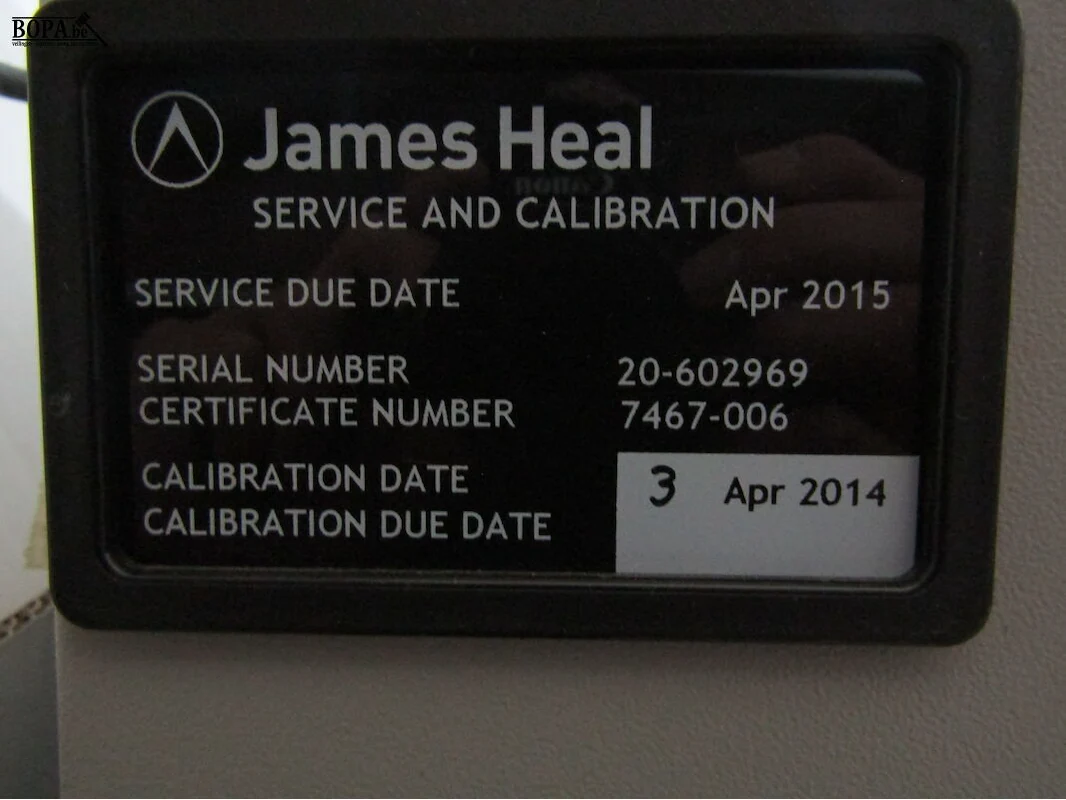 BOPA.be
James Heal
SERVICE AND CALIBRATION
SERVICE DUE DATE Apr 2015
SERIAL NUMBER 20-602969
CERTIFICATE NUMBER 7467-006
CALIBRATION DATE 3 Apr 2014
CALIBRATION DUE DATE
Canon